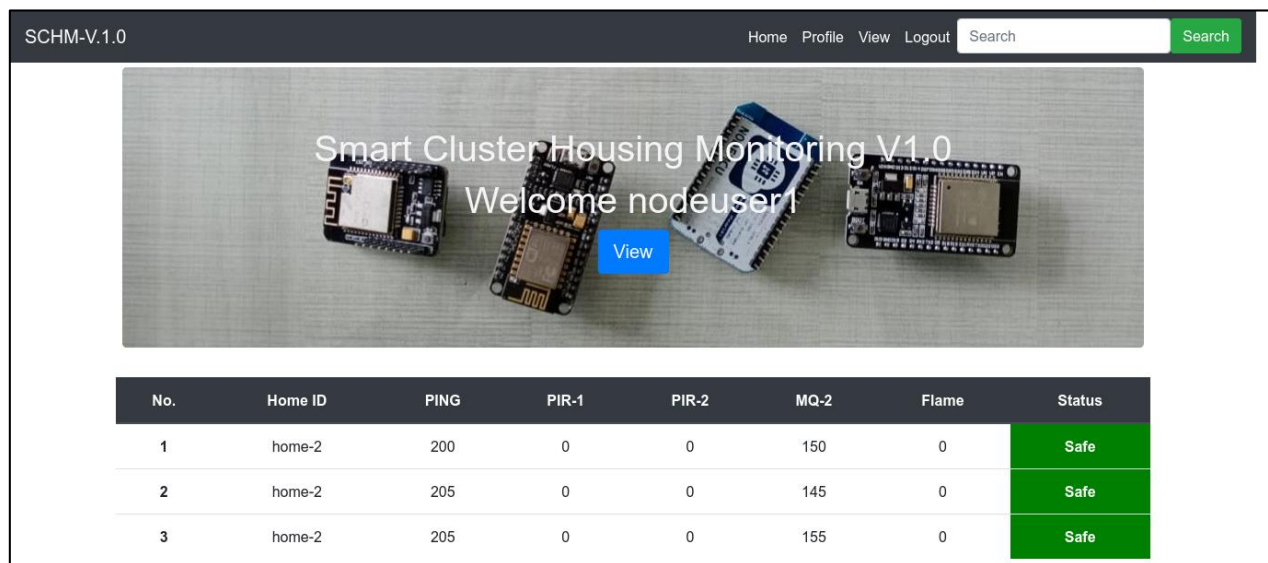 SCHM-V.1.0 Home Profile View Logout Search Search
Smart Cluster Housing Monitoring V1.0
Welcome nodeuser1
View
No. Home ID PING PIR-1 PIR-2 MQ-2 Flame Status
1 home-2 200 0 0 150 0 Safe
2 home-2 205 0 0 145 0 Safe
3 home-2 205 0 0 155 0 Safe